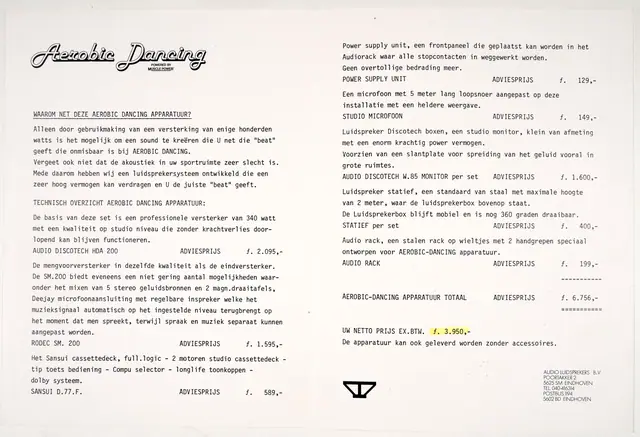 Aerobic Dancing
POWERED BY
MUSCLE POWER
WAAROM NET DEZE AEROBIC DANCING APPARATUUR?
Alleen door gebruikmaking van een versterking van enige honderden
watts is het mogelijk om een sound te kreëren die U net die "beat"
geeft die onmisbaar is bij AEROBIC DANCING.
Vergeet ook niet dat de akoustiek in uw sportruimte zeer slecht is.
Mede daarom hebben wij een luidsprekersysteem ontwikkeld die een
zeer hoog vermogen kan verdragen en U de juiste "beat" geeft.
TECHNISCH OVERZICHT AEROBIC DANCING APPARATUUR:
De basis van deze set is een professionele versterker van 340 watt
met een kwaliteit op studio niveau die zonder krachtverlies door-
lopend kan blijven functioneren.
AUDIO DISCOTECH HDA 200 ADVIESPRIJS f. 2.095,-
De mengvoorversterker in dezelfde kwaliteit als de eindversterker.
De SM.200 biedt eveneens een niet gering aantal mogelijkheden waar-
onder het mixen van 5 stereo geluidsbronnen en 2 magn.draaitafels,
Deejay microfoonaansluiting met regelbare inspreker welke het
muzieksignaal automatisch op het ingestelde niveau terugbrengt op
het moment dat men spreekt, terwijl spraak en muziek separaat kunnen
aangepast worden.
RODEC SM. 200 ADVIESPRIJS f. 1.595,-
Het Sansui cassettedeck, full.logic - 2 motoren studio cassettedeck -
tip toets bediening - Compu selector - longlife toonkoppen -
dolby systeem.
SANSUI D.77.F. ADVIESPRIJS f. 589,-
Power supply unit, een frontpaneel die geplaatst kan worden in het
Audiorack waar alle stopcontacten in weggewerkt worden.
Geen overtollige bedrading meer.
POWER SUPPLY UNIT ADVIESPRIJS f. 129,-
Een microfoon met 5 meter lang loopsnoer aangepast op deze
installatie met een heldere weergave.
STUDIO MICROFOON ADVIESPRIJS f. 149,-
Luidspreker Discotech boxen, een studio monitor, klein van afmeting
met een enorm krachtig power vermogen.
Voorzien van een slantplate voor spreiding van het geluid vooral in
grote ruimtes.
AUDIO DISCOTECH W.85 MONITOR per set ADVIESPRIJS f. 1.600,-
Luidspreker statief, een standaard van staal met maximale hoogte
van 2 meter, waar de luidsprekerbox bovenop staat.
De Luidsprekerbox blijft mobiel en is nog 360 graden draaibaar.
STATIEF per set ADVIESPRIJS f. 400,-
Audio rack, een stalen rack op wieltjes met 2 handgrepen speciaal
ontworpen voor AEROBIC-DANCING apparatuur.
AUDIO RACK ADVIESPRIJS f. 199,-
----------
AEROBIC-DANCING APPARATUUR TOTAAL ADVIESPRIJS f. 6.756,-
==========
UW NETTO PRIJS EX.BTW. f. 3.950,-
De apparatuur kan ook geleverd worden zonder accessoires.
AUDIO LUIDSPREKERS B.V.
POORTAKKER 2
5625 SM EINDHOVEN
TEL. 040-416314
POSTBUS 1914
5602 BD EINDHOVEN